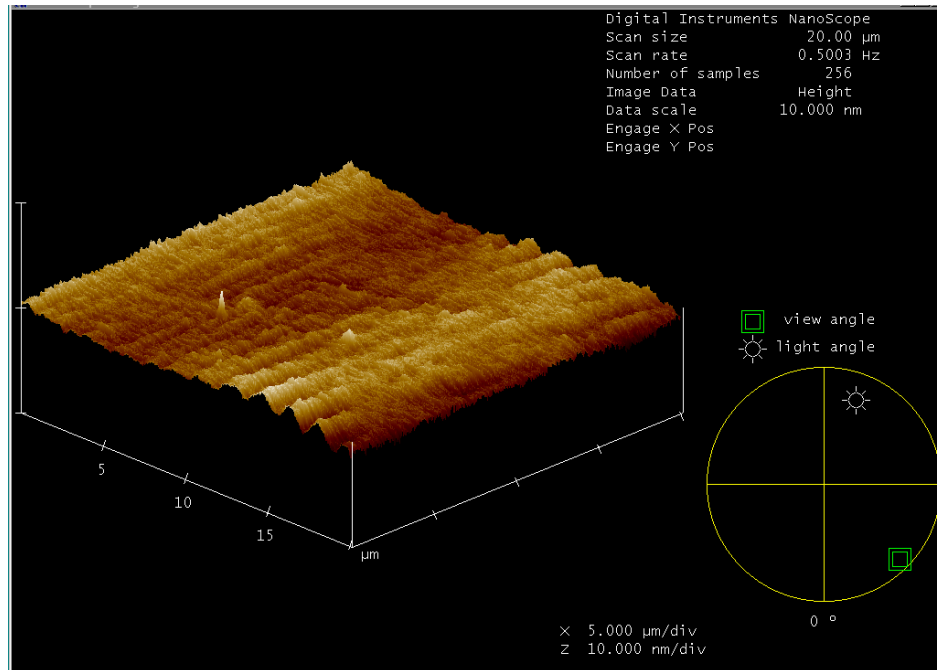 Digital Instruments NanoScope
Scan size 20.00 µm
Scan rate 0.5003 Hz
Number of samples 256
Image Data Height
Data scale 10.000 nm
Engage X Pos
Engage Y Pos
view angle
light angle
5
10
15
µm
0 º
X 5.000 µm/div
Z 10.000 nm/div